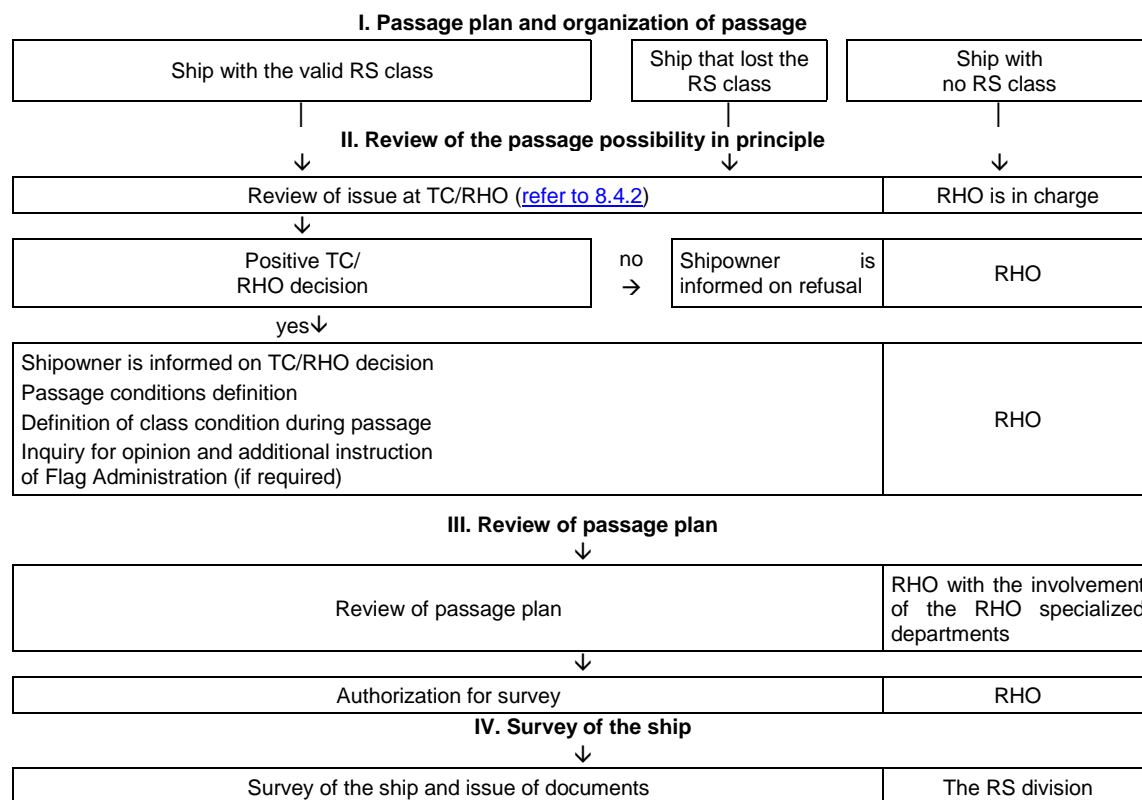 I. Passage plan and organization of passage
Ship with the valid RS class
Ship that lost the
RS class
Ship with
no RS class
II. Review of the passage possibility in principle
Review of issue at TC/RHO (refer to 8.4.2)
RHO is in charge
Positive TC/
RHO decision
no
→
Shipowner is
informed on refusal
RHO
yes↓
Shipowner is informed on TC/RHO decision
Passage conditions definition
Definition of class condition during passage
Inquiry for opinion and additional instruction
of Flag Administration (if required)
RHO
III. Review of passage plan
Review of passage plan
RHO with the involvement
of the RHO specialized
departments
Authorization for survey
RHO
IV. Survey of the ship
Survey of the ship and issue of documents
The RS division